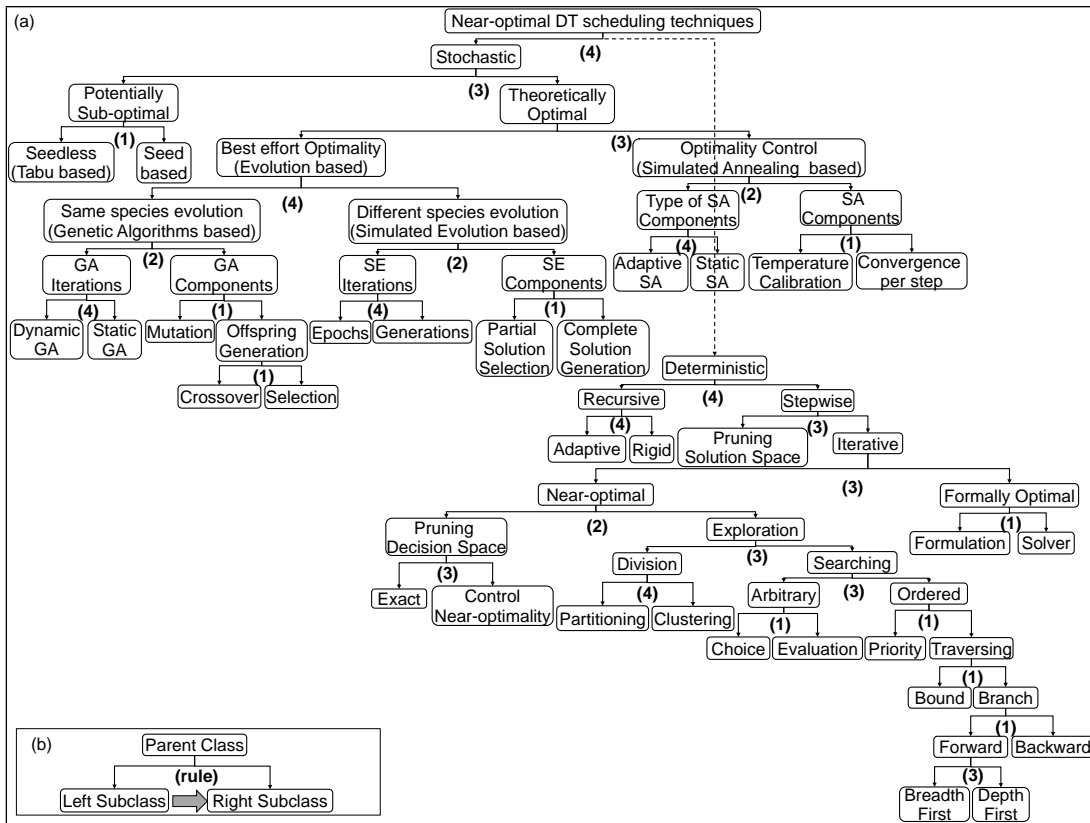 (a)
Near-optimal DT scheduling techniques
(4)
Stochastic
(3)
Potentially
Sub-optimal
Theoretically
Optimal
(1)
Seedless
(Tabu based)
Seed
based
(3)
Best effort Optimality
(Evolution based)
Optimality Control
(Simulated Annealing based)
(4)
(2)
Same species evolution
(Genetic Algorithms based)
Different species evolution
(Simulated Evolution based)
Type of SA
Components
SA
Components
(2)
(2)
(4)
(1)
GA
Iterations
GA
Components
SE
Iterations
SE
Components
Adaptive
SA
Static
SA
Temperature
Calibration
Convergence
per step
(4)
(1)
(4)
(1)
Dynamic
GA
Static
GA
Mutation
Offspring
Generation
Epochs
Generations
Partial
Solution
Selection
Complete
Solution
Generation
(1)
Crossover
Selection
Deterministic
(4)
Recursive
Stepwise
(4)
(3)
Adaptive
Rigid
Pruning
Solution Space
Iterative
(3)
Near-optimal
Formally Optimal
(2)
(1)
Pruning
Decision Space
Exploration
Formulation
Solver
(3)
(3)
Exact
Control
Near-optimality
Division
Searching
(4)
(3)
Partitioning
Clustering
Arbitrary
Ordered
(1)
(1)
Choice
Evaluation
Priority
Traversing
(1)
Bound
Branch
(1)
Forward
Backward
(3)
Breadth
First
Depth
First
(b)
Parent Class
(rule)
Left Subclass
Right Subclass